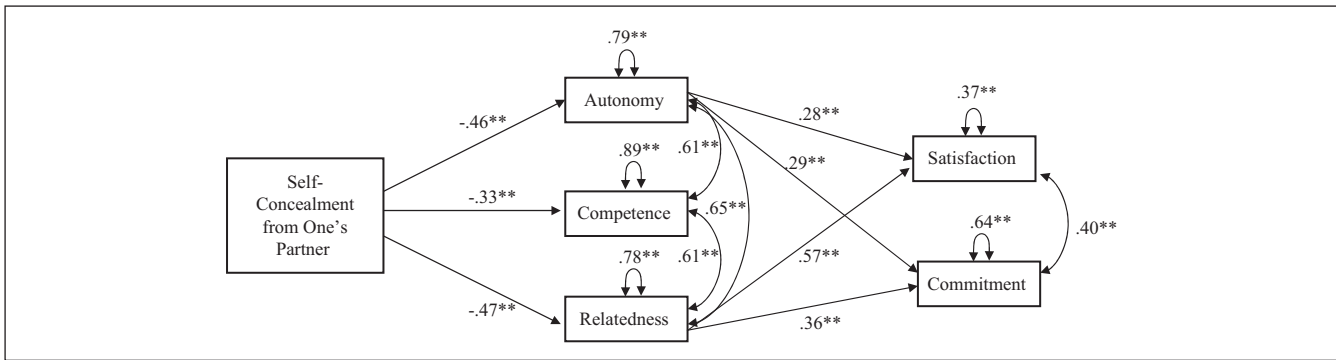 .79**
Autonomy
-.46**
.28**
.37**
Satisfaction
.61**
.29**
.89**
Self-
Concealment
from One's
Partner
-.33**
Competence
.65**
.64**
.40**
.61**
.57**
.78**
Commitment
-.47**
Relatedness
.36**